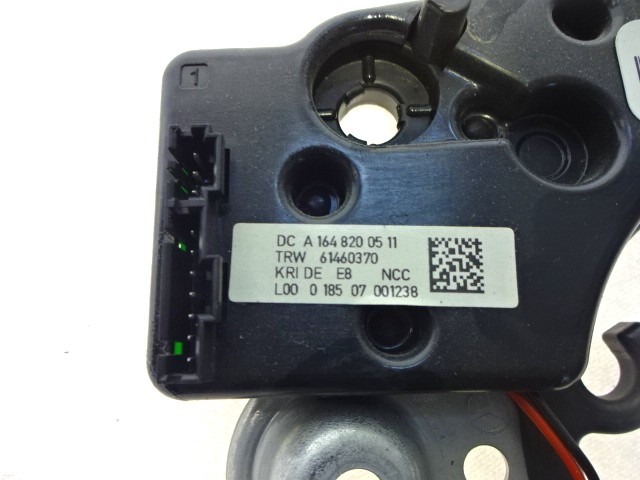 1
DC A 164 820 05 11
TRW 61460370
KRI DE E8 NCC
L00 0 185 07 001238